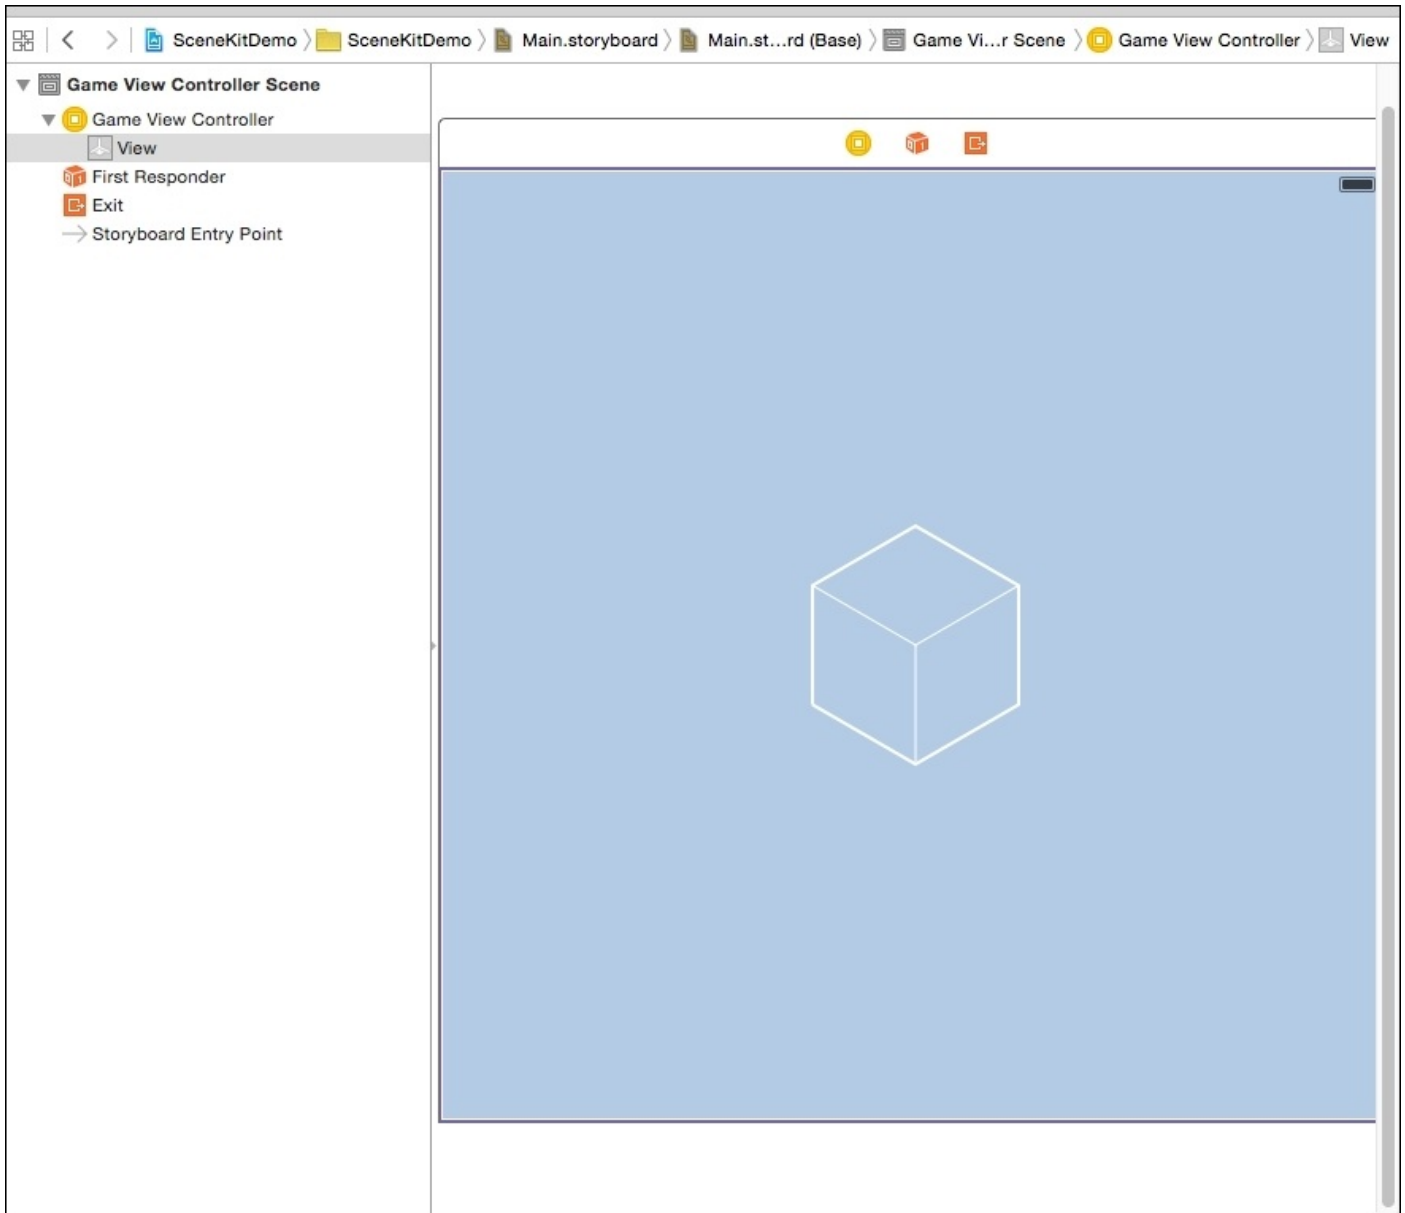 SceneKitDemo SceneKitDemo Main.storyboard Main.st...rd (Base) Game Vi...r Scene Game View Controller View
Game View Controller Scene
Game View Controller
View
First Responder
Exit
Storyboard Entry Point